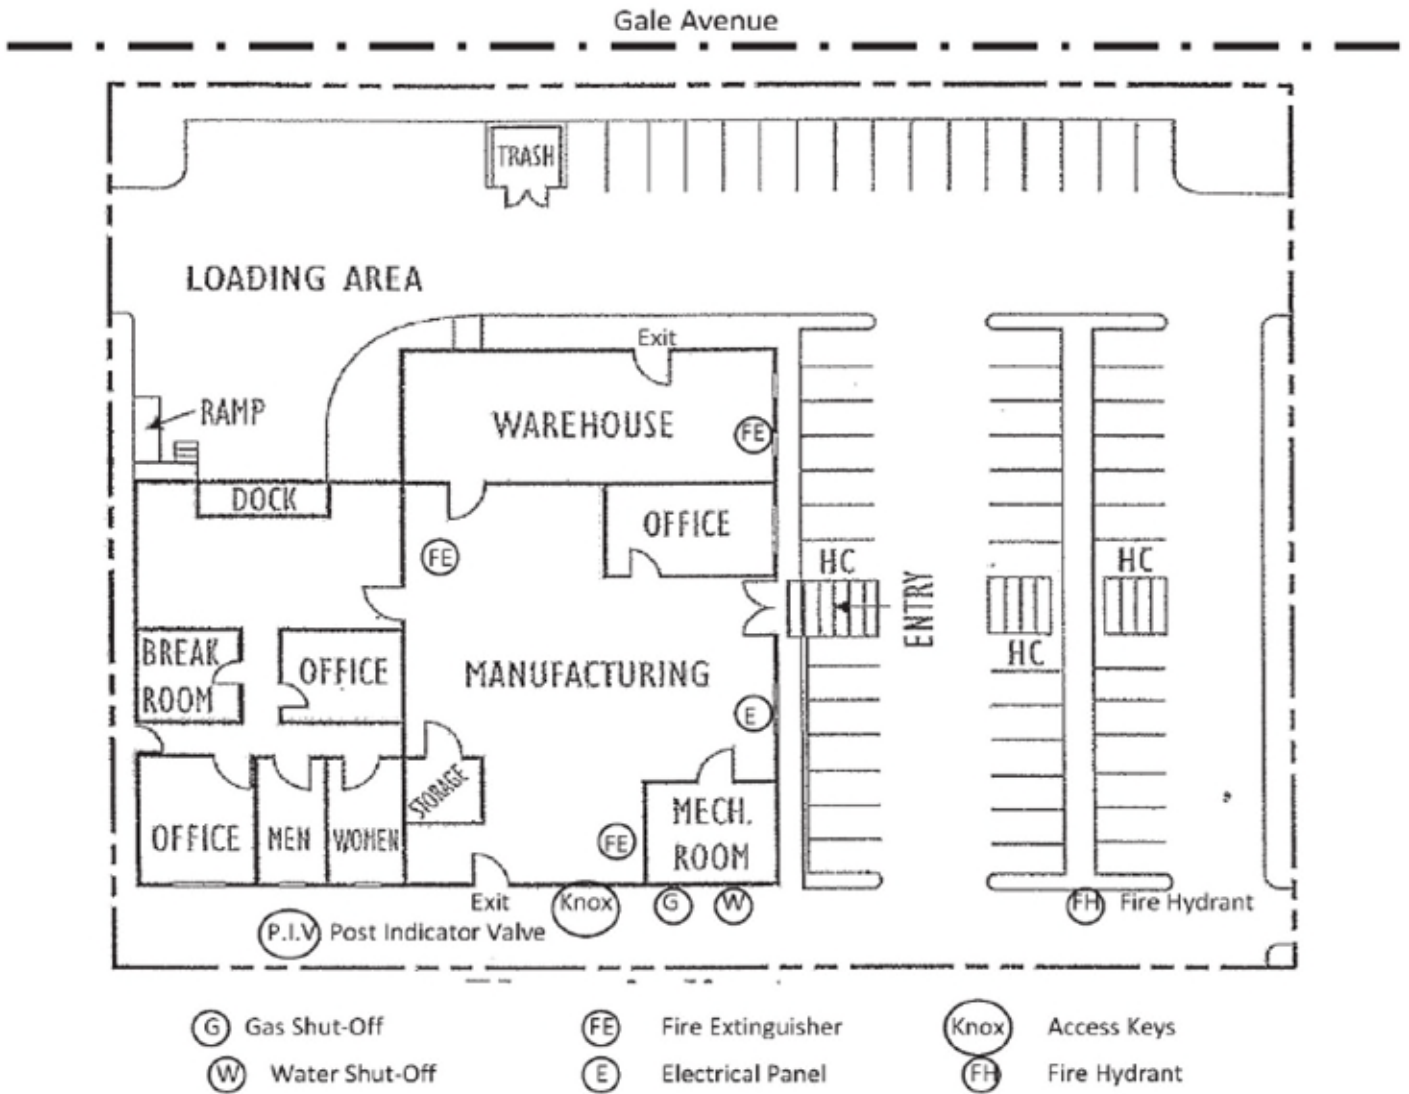 Gale Avenue
TRASH
LOADING AREA
Exit
RAMP
WAREHOUSE
FE
DOCK
OFFICE
FE
HC
HC
ENTRY
BREAK
ROOM
OFFICE
MANUFACTURING
HC
E
STORAGE
OFFICE
MEN
WOMEN
FE
MECH.
ROOM
Exit
Knox
G
W
FH Fire Hydrant
P.I.V. Post Indicator Valve
G Gas Shut-Off
FE Fire Extinguisher
Knox Access Keys
W Water Shut-Off
E Electrical Panel
FH Fire Hydrant